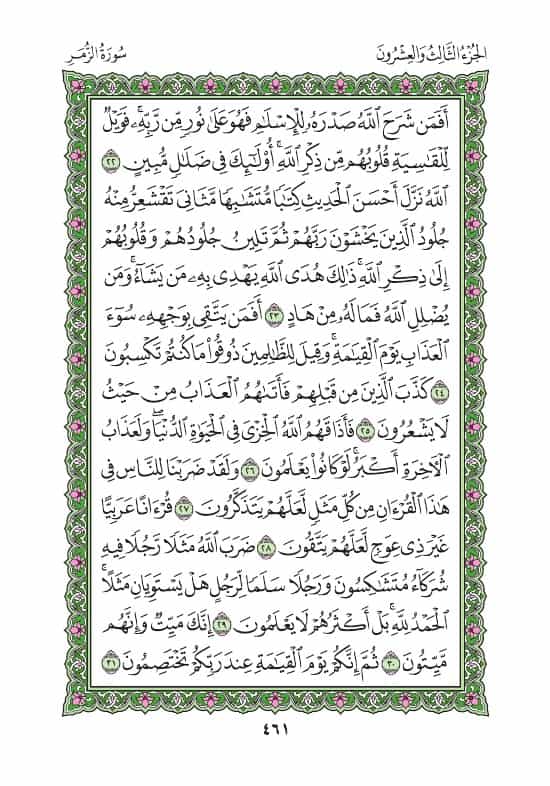 الجُزْءُ الثَّالِثُ وَالعِشْرُونَ
سُورَةُ الزُّمَرِ
أَفَمَن شَرَحَ ٱللَّهُ صَدْرَهُۥ لِلْإِسْلَٰمِ فَهُوَ عَلَىٰ نُورٍ مِّن رَّبِّهِۦ ۚ فَوَيْلٌ
لِّلْقَٰسِيَةِ قُلُوبُهُم مِّن ذِكْرِ ٱللَّهِ ۚ أُو۟لَٰٓئِكَ فِى ضَلَٰلٍ مُّبِينٍ ٢٢
ٱللَّهُ نَزَّلَ أَحْسَنَ ٱلْحَدِيثِ كِتَٰبًا مُّتَشَٰبِهًا مَّثَانِىَ تَقْشَعِرُّ مِنْهُ
جُلُودُ ٱلَّذِينَ يَخْشَوْنَ رَبَّهُمْ ثُمَّ تَلِينُ جُلُودُهُمْ وَقُلُوبُهُمْ
إِلَىٰ ذِكْرِ ٱللَّهِ ۚ ذَٰلِكَ هُدَى ٱللَّهِ يَهْدِى بِهِۦ مَن يَشَآءُ ۚ وَمَن
يُضْلِلِ ٱللَّهُ فَمَا لَهُۥ مِنْ هَادٍ ٢٣ أَفَمَن يَتَّقِى بِوَجْهِهِۦ سُوٓءَ
ٱلْعَذَابِ يَوْمَ ٱلْقِيَٰمَةِ ۚ وَقِيلَ لِلظَّٰلِمِينَ ذُوقُوا۟ مَا كُنتُمْ تَكْسِبُونَ
٢٤ كَذَّبَ ٱلَّذِينَ مِن قَبْلِهِمْ فَأَتَىٰهُمُ ٱلْعَذَابُ مِنْ حَيْثُ
لَا يَشْعُرُونَ ٢٥ فَأَذَاقَهُمُ ٱللَّهُ ٱلْخِزْىَ فِى ٱلْحَيَوٰةِ ٱلدُّنْيَا ۖ وَلَعَذَابُ
ٱلْءَاخِرَةِ أَكْبَرُ ۚ لَوْ كَانُوا۟ يَعْلَمُونَ ٢٦ وَلَقَدْ ضَرَبْنَا لِلنَّاسِ فِى
هَٰذَا ٱلْقُرْءَانِ مِن كُلِّ مَثَلٍ لَّعَلَّهُمْ يَتَذَكَّرُونَ ٢٧ قُرْءَانًا عَرَبِيًّا
غَيْرَ ذِى عِوَجٍ لَّعَلَّهُمْ يَتَّقُونَ ٢٨ ضَرَبَ ٱللَّهُ مَثَلًا رَّجُلًا فِيهِ
شُرَكَآءُ مُتَشَٰكِسُونَ وَرَجُلًا سَلَمًا لِّرَجُلٍ هَلْ يَسْتَوِيَانِ مَثَلًا ۚ
ٱلْحَمْدُ لِلَّهِ ۚ بَلْ أَكْثَرُهُمْ لَا يَعْلَمُونَ ٢٩ إِنَّكَ مَيِّتٌ وَإِنَّهُم
مَّيِّتُونَ ٣٠ ثُمَّ إِنَّكُمْ يَوْمَ ٱلْقِيَٰمَةِ عِندَ رَبِّكُمْ تَخْتَصِمُونَ ٣١
٤٦١